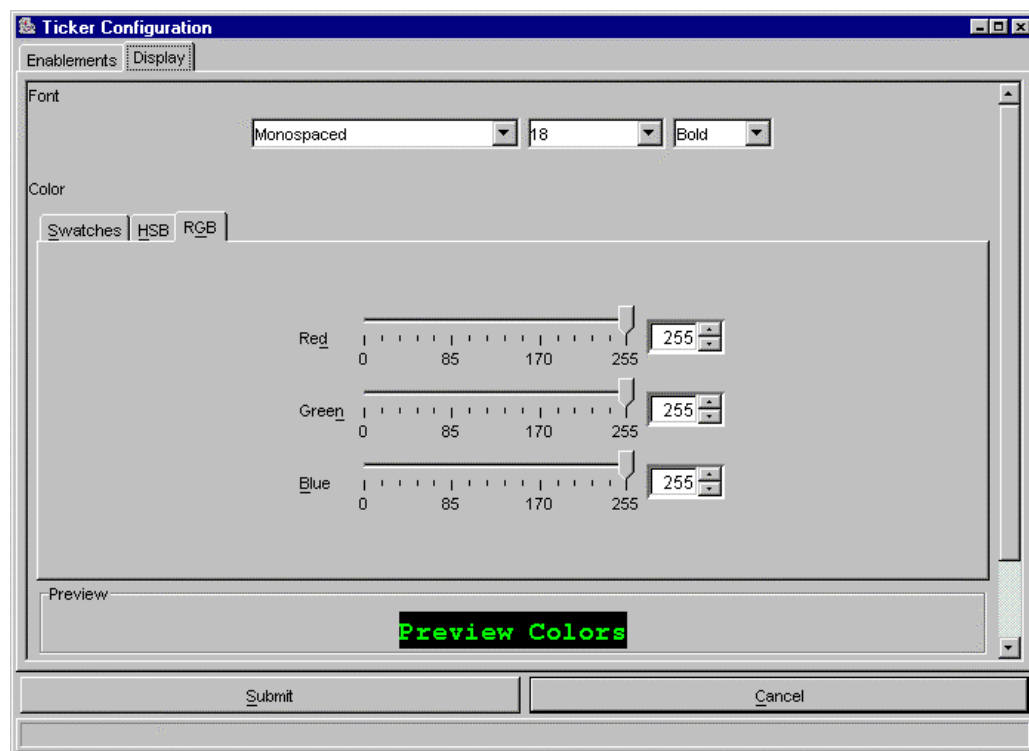 Ticker Configuration
Enablements Display
Font
Monospaced 18 Bold
Color
Swatches HSB RGB
Red 255
0 85 170 255
Green 255
0 85 170 255
Blue 255
0 85 170 255
Preview
Preview Colors
Submit Cancel